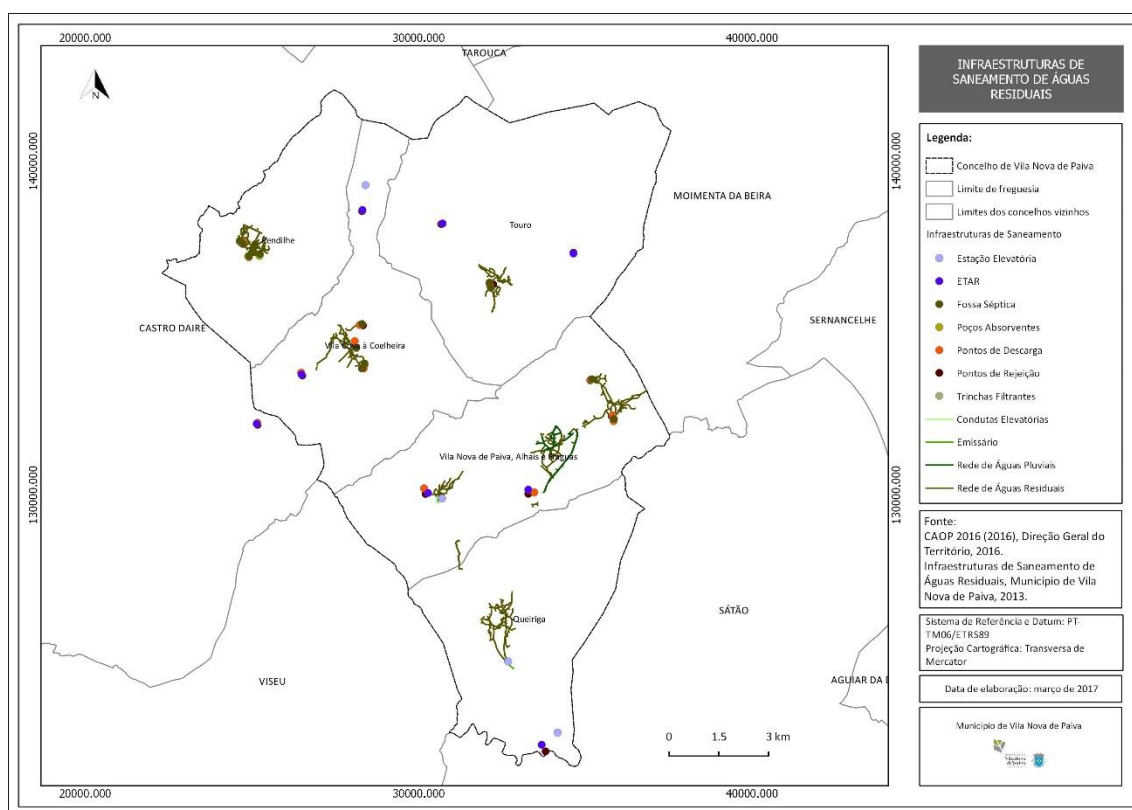 20000.000
30000.000
40000.000
TAROUCA
N
140000.000
140000.000
MOIMENTA DA BEIRA
Touro
Pendilhe
SERNANCELHE
CASTRO DAIRE
Vila Cova à Coelheira
Vila Nova de Paiva, Alhais e Fráguas
130000.000
130000.000
Queiriga
SÁTÃO
VISEU
AGUIAR DA
0
1.5
3 km
20000.000
30000.000
40000.000
INFRAESTRUTURAS DE
SANEAMENTO DE ÁGUAS
RESIDUAIS
Legenda:
Concelho de Vila Nova de Paiva
Limite de freguesia
Limites dos concelhos vizinhos
Infraestruturas de Saneamento
Estação Elevatória
ETAR
Fossa Séptica
Poços Absorventes
Pontos de Descarga
Pontos de Rejeição
Trinchas Filtrantes
Condutas Elevatórias
Emissário
Rede de Águas Pluviais
Rede de Águas Residuais
Fonte:
CAOP 2016 (2016), Direção Geral do
Território, 2016.
Infraestruturas de Saneamento de
Águas Residuais, Município de Vila
Nova de Paiva, 2013.
Sistema de Referência e Datum: PT-
TM06/ETRS89
Projeção Cartográfica: Transversa de
Mercator
Data de elaboração: março de 2017
Município de Vila Nova de Paiva